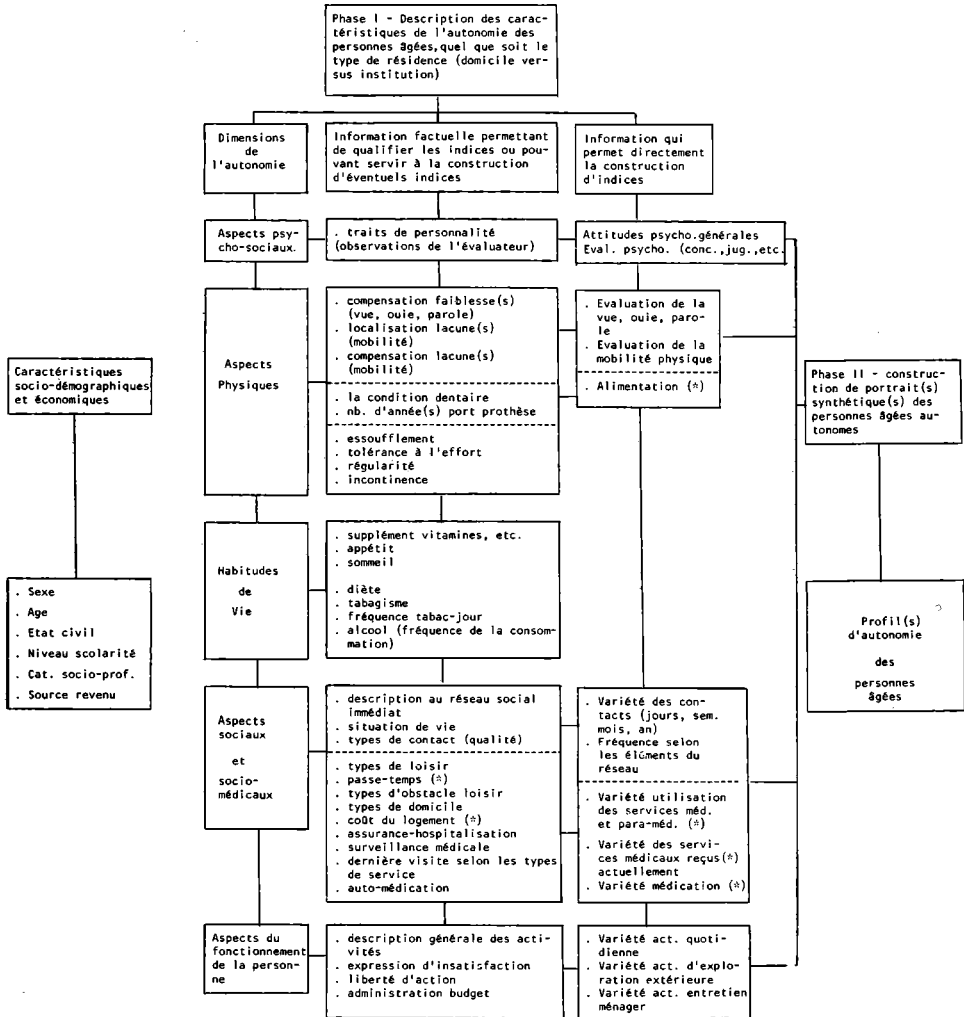 Phase I - Description des carac-
téristiques de l'autonomie des
personnes âgées,quel que soit le
type de résidence (domicile ver-
sus institution)
Dimensions
de
l'autonomie
Information factuelle permettant
de qualifier les indices ou pou-
vant servir à la construction
d'éventuels indices
Information qui
permet directement
la construction
d'indices
Aspects psy-
cho-sociaux.
. traits de personnalité
(observations de l'évaluateur)
Attitudes psycho.générales
Eval. psycho. (conc.,jug.,etc.
Aspects
Physiques
. compensation faiblesse(s)
(vue, ouie, parole)
. localisation lacune(s)
(mobilité)
. compensation lacune(s)
(mobilité)
. la condition dentaire
. nb. d'année(s) port prothèse
. essoufflement
. tolérance à l'effort
. régularité
. incontinence
. Evaluation de la
vue, ouie, paro-
le
. Evaluation de la
mobilité physique
. Alimentation (*)
Caractéristiques
socio-démographiques
et économiques
Phase II - construc-
tion de portrait(s)
synthétique(s) des
personnes âgées au-
tonomes
Habitudes
de
Vie
. supplément vitamines, etc.
. appétit
. sommeil
. diète
. tabagisme
. fréquence tabac-jour
. alcool (fréquence de la consom-
mation)
. Sexe
. Age
. Etat civil
. Niveau scolarité
. Cat. socio-prof.
. Source revenu
Profil(s)
d'autonomie
des
personnes
âgées
Aspects
sociaux
et
socio-
médicaux
. description au réseau social
immédiat
. situation de vie
. types de contact (qualité)
. types de loisir
. passe-temps (*)
. types d'obstacle loisir
. types de domicile
. coût du logement (*)
. assurance-hospitalisation
. surveillance médicale
. dernière visite selon les types
de service
. auto-médication
. Variété des con-
tacts (jours, sem.
mois, an)
. Fréquence selon
les éléments du
réseau
. Variété utilisation
des services méd.
et para-méd. (*)
. Variété des servi-
ces médicaux reçus(*)
actuellement
. Variété médication (*)
Aspects du
fonctionnement
de la person-
ne
. description générale des acti-
vités
. expression d'insatisfaction
. liberté d'action
. administration budget
. Variété act. quoti-
dienne
. Variété act. d'explo-
ration extérieure
. Variété act. entretien
ménager